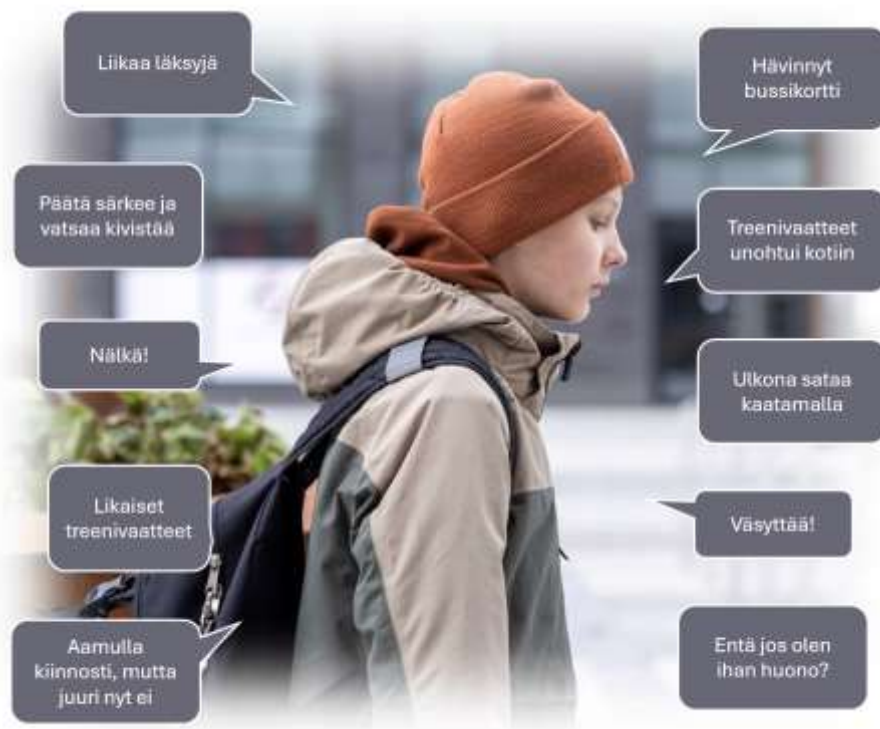 Liikaa läksyjä
Hävinnyt
bussikortti
Päätä särkee ja
vatsaa kivistää
Treenivaatteet
unohtui kotiin
Nälkä!
Ulkona sataa
kaatamalla
Likaiset
treenivaatteet
Väsyttää!
Aamulla
kiinnosti, mutta
juuri nyt ei
Entä jos olen
ihan huono?